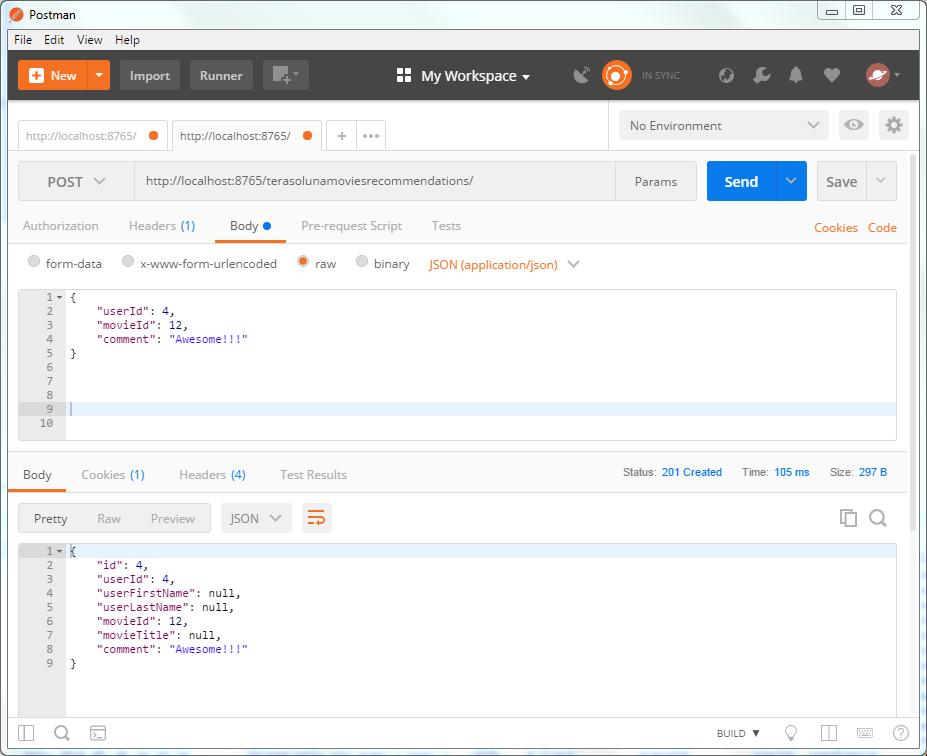 Postman
File Edit View Help
New Import Runner My Workspace IN SYNC
http://localhost:8765/ http://localhost:8765/ + ••• No Environment
POST http://localhost:8765/terasolunamoviesrecommendations/ Params Send Save
Authorization Headers (1) Body Pre-request Script Tests Cookies Code
form-data x-www-form-urlencoded raw binary JSON (application/json)
1 {
2 "userId": 4,
3 "movieId": 12,
4 "comment": "Awesome!!!"
5 }
6
7
8
9
10
Body Cookies (1) Headers (4) Test Results Status: 201 Created Time: 105 ms Size: 297 B
Pretty Raw Preview JSON
1 {
2 "id": 4,
3 "userId": 4,
4 "userFirstName": null,
5 "userLastName": null,
6 "movieId": 12,
7 "movieTitle": null,
8 "comment": "Awesome!!!"
9 }
BUILD